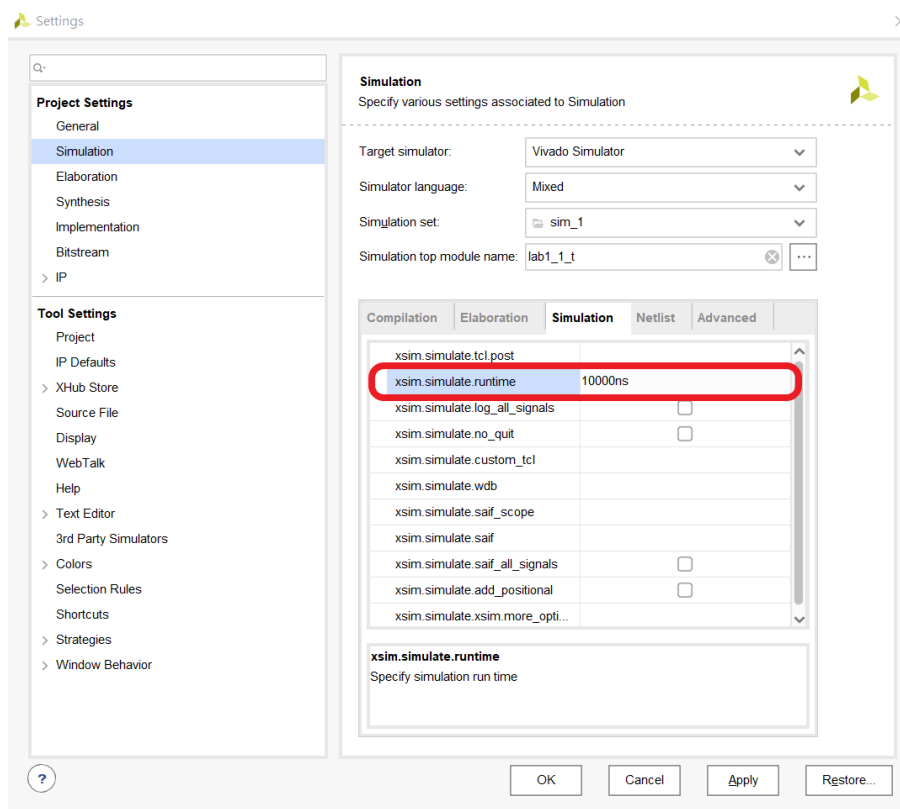 Settings
Project Settings
General
Simulation
Elaboration
Synthesis
Implementation
Bitstream
> IP
Tool Settings
Project
IP Defaults
> XHub Store
Source File
Display
WebTalk
Help
> Text Editor
3rd Party Simulators
> Colors
Selection Rules
Shortcuts
> Strategies
> Window Behavior
Simulation
Specify various settings associated to Simulation
Target simulator: Vivado Simulator
Simulator language: Mixed
Simulation set: sim_1
Simulation top module name: lab1_1_t ...
Compilation Elaboration Simulation Netlist Advanced
xsim.simulate.tcl.post
xsim.simulate.runtime 10000ns
xsim.simulate.log_all_signals
xsim.simulate.no_quit
xsim.simulate.custom_tcl
xsim.simulate.wdb
xsim.simulate.saif_scope
xsim.simulate.saif
xsim.simulate.saif_all_signals
xsim.simulate.add_positional
xsim.simulate.xsim.more_opti...
xsim.simulate.runtime
Specify simulation run time
? OK Cancel Apply Restore...